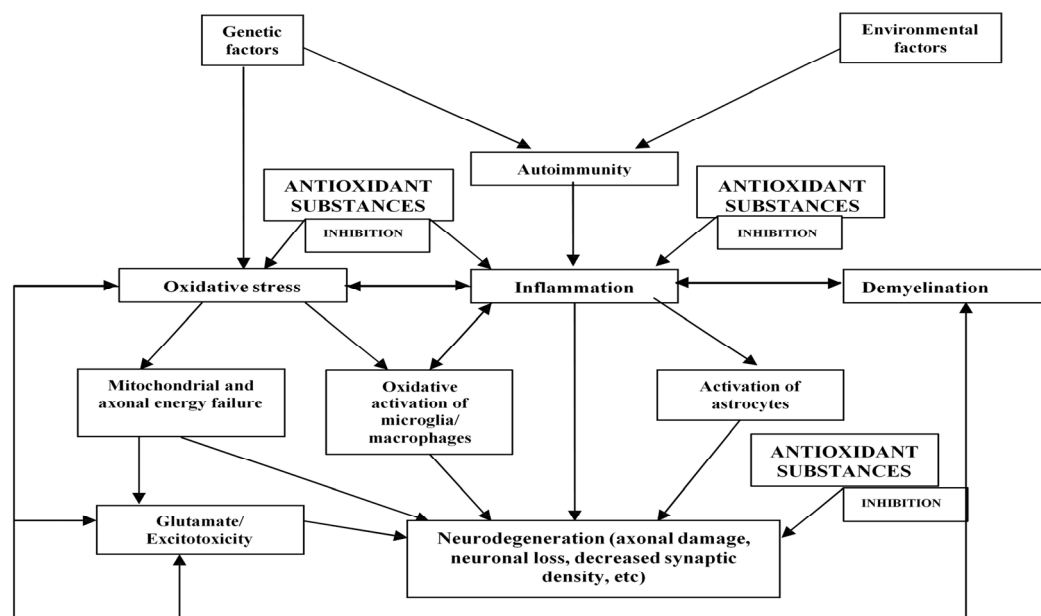 Genetic
factors
Environmental
factors
Autoimmunity
ANTIOXIDANT
SUBSTANCES
INHIBITION
ANTIOXIDANT
SUBSTANCES
INHIBITION
Oxidative stress
Inflammation
Demyelination
Mitochondrial and
axonal energy failure
Oxidative
activation of
microglia/
macrophages
Activation of
astrocytes
ANTIOXIDANT
SUBSTANCES
INHIBITION
Glutamate/
Excitotoxicity
Neurodegeneration (axonal damage,
neuronal loss, decreased synaptic
density, etc)